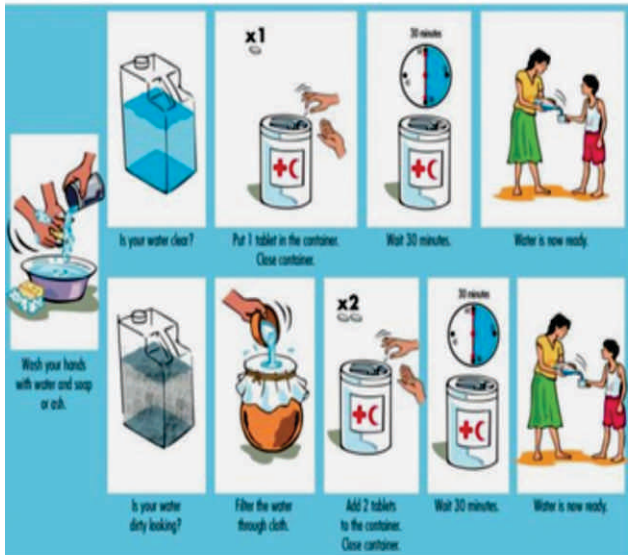 x1
30 minutes
Is your water clear?
Put 1 tablet in the container.
Close container.
Wait 30 minutes.
Water is now ready.
Wash your hands
with water and soap
or ash.
x2
30 minutes
Is your water
dirty looking?
Filter the water
through cloth.
Add 2 tablets
to the container.
Close container.
Wait 30 minutes.
Water is now ready.